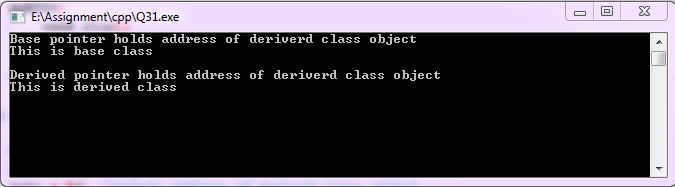 E:\Assignment\cpp\Q31.exe
Base pointer holds address of deriverd class object
This is base class
Derived pointer holds address of deriverd class object
This is derived class